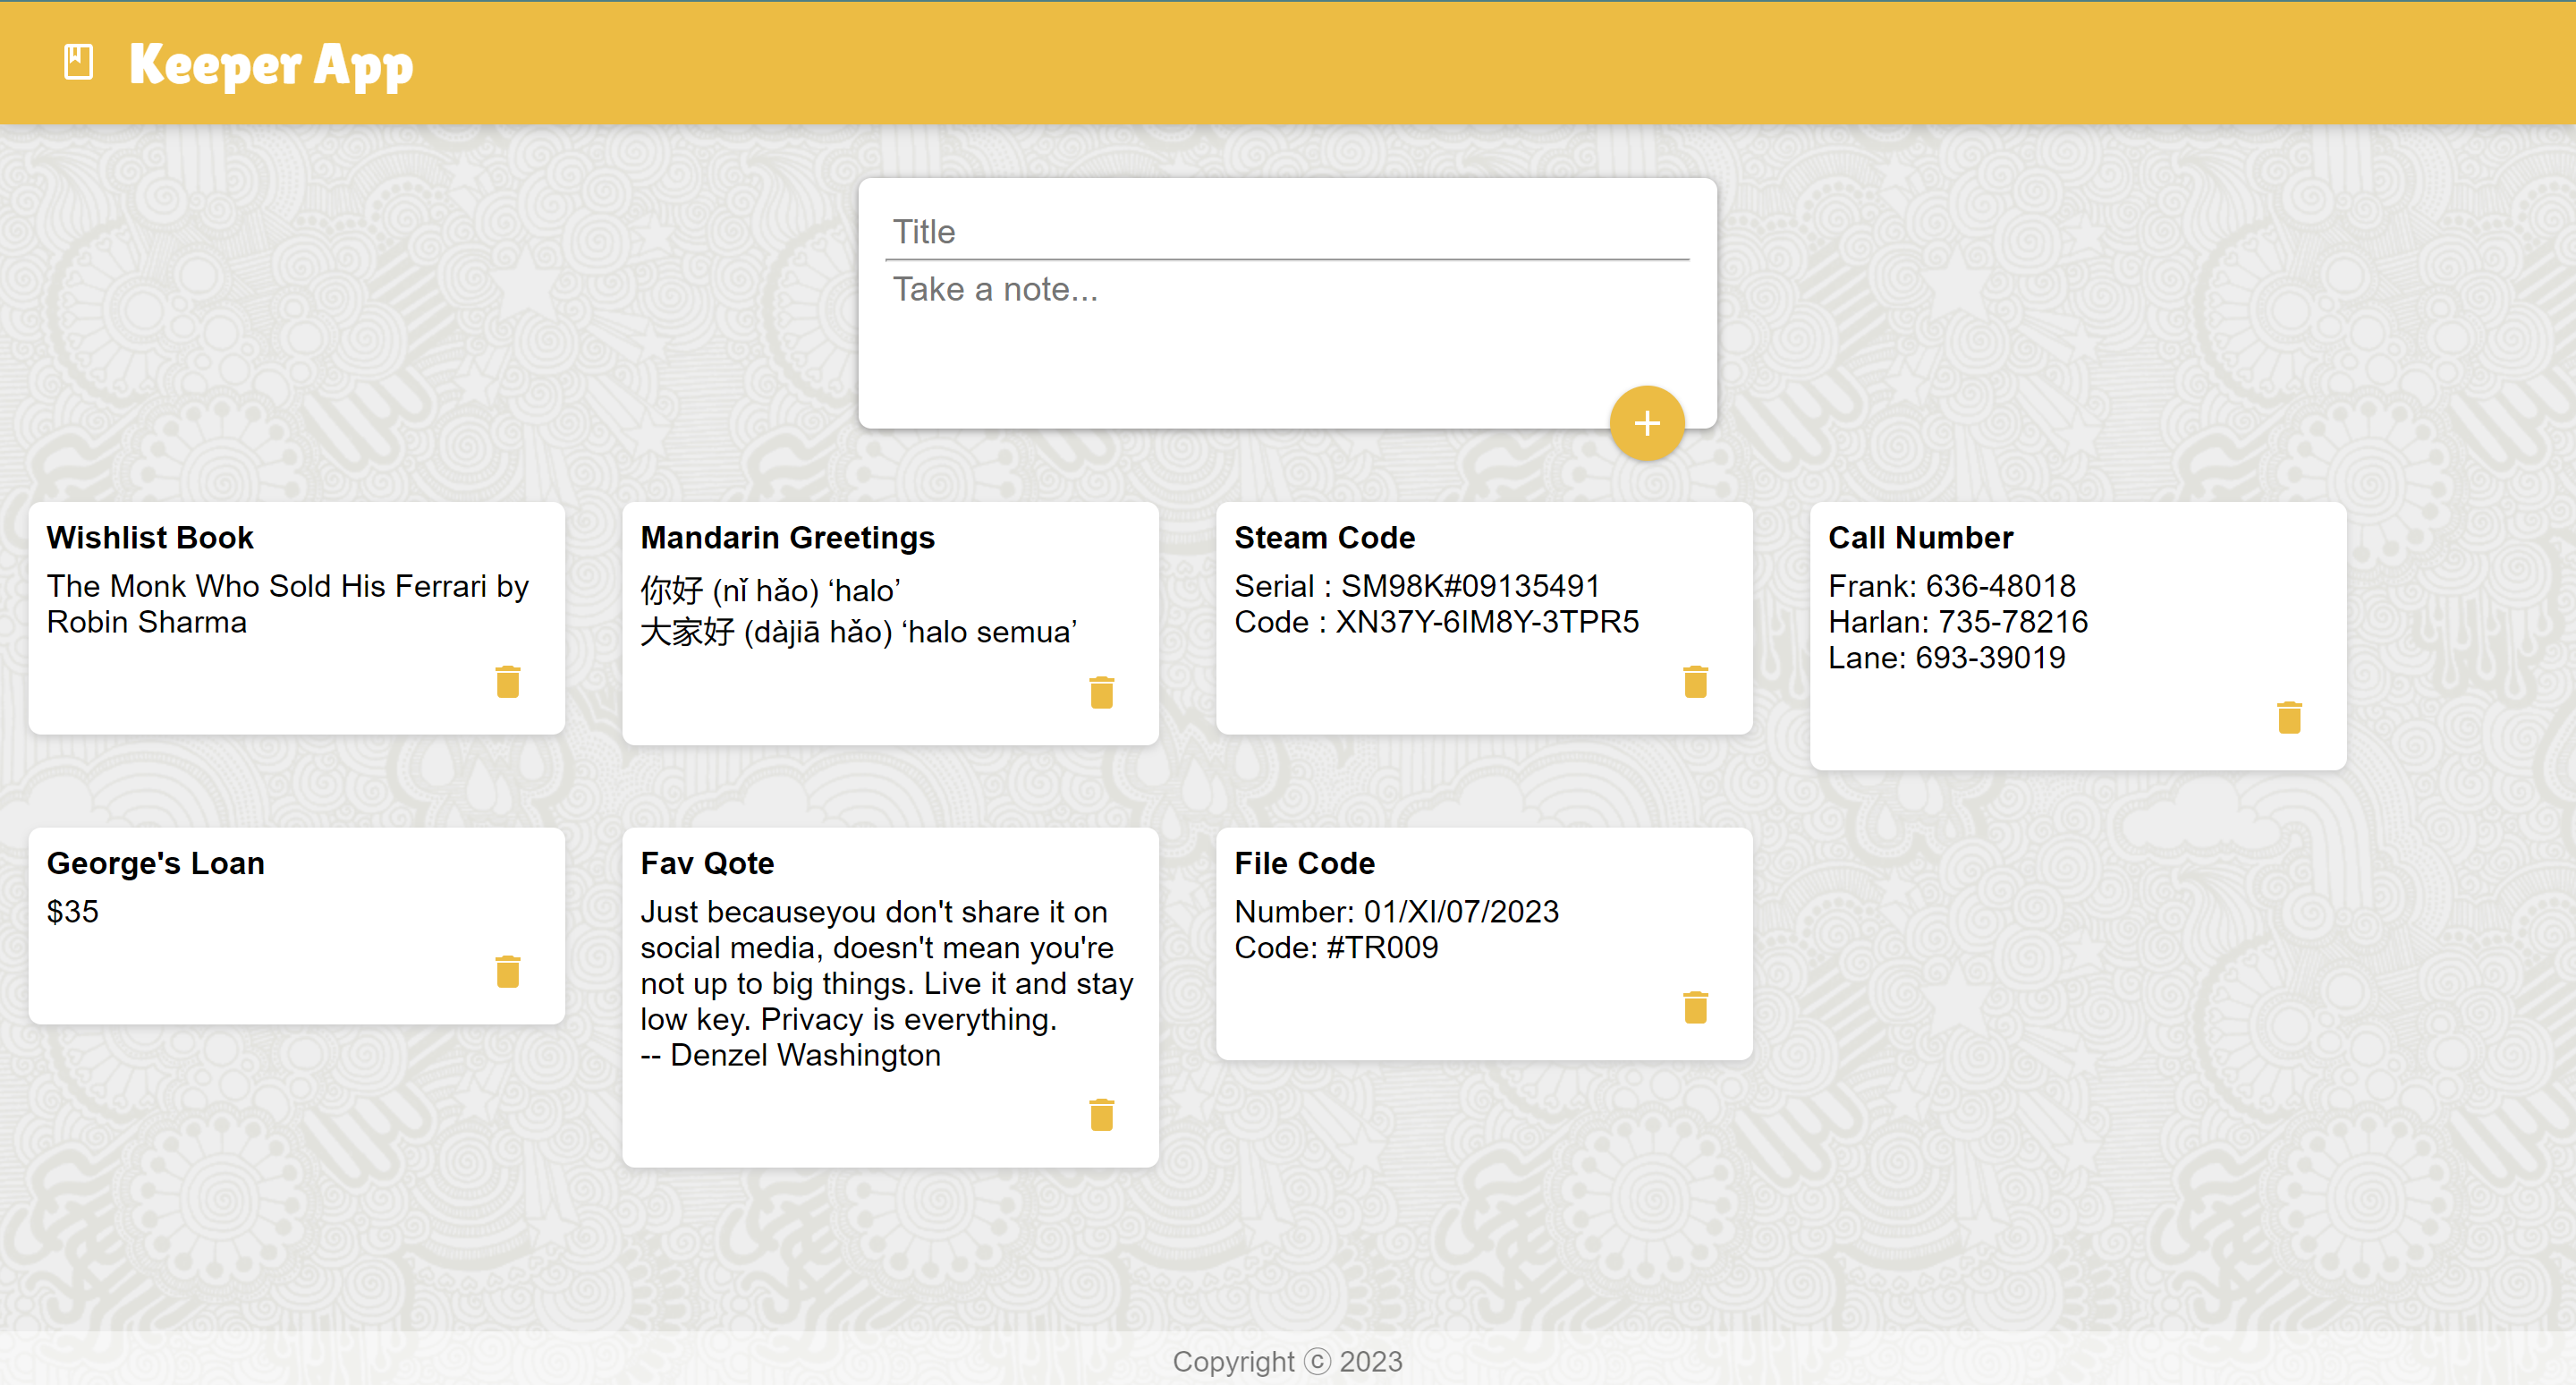 Keeper App
Title
Take a note...
Wishlist Book
The Monk Who Sold His Ferrari by
Robin Sharma
Mandarin Greetings
你好 (nǐ hǎo) ‘halo’
大家好 (dàjiā hǎo) ‘halo semua’
Steam Code
Serial : SM98K#09135491
Code : XN37Y-6IM8Y-3TPR5
Call Number
Frank: 636-48018
Harlan: 735-78216
Lane: 693-39019
George's Loan
$35
Fav Qote
Just becauseyou don't share it on
social media, doesn't mean you're
not up to big things. Live it and stay
low key. Privacy is everything.
-- Denzel Washington
File Code
Number: 01/XI/07/2023
Code: #TR009
Copyright ⓒ 2023